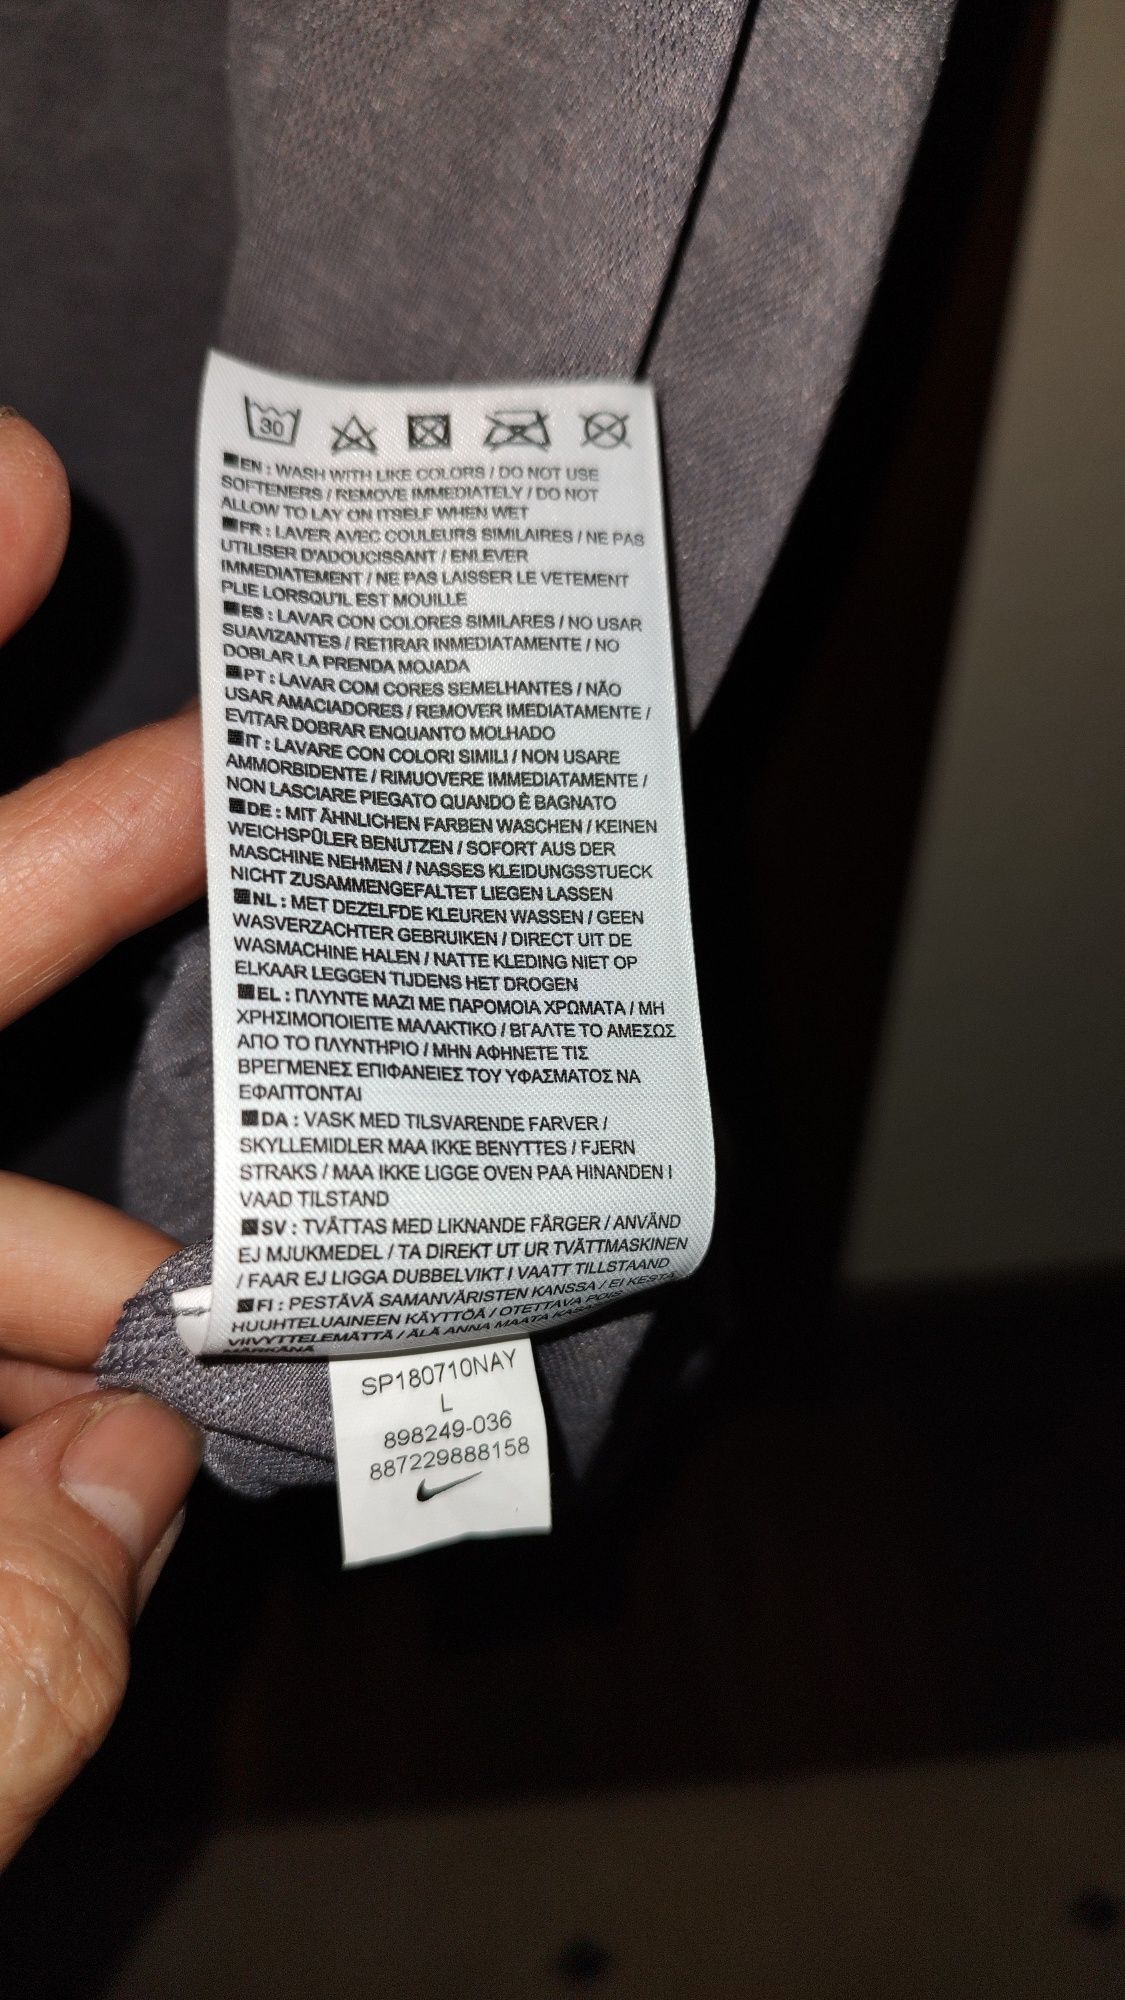 30
EN : WASH WITH LIKE COLORS / DO NOT USE
SOFTENERS / REMOVE IMMEDIATELY / DO NOT
ALLOW TO LAY ON ITSELF WHEN WET
FR : LAVER AVEC COULEURS SIMILAIRES / NE PAS
UTILISER D'ADOUCISSANT / ENLEVER
IMMEDIATEMENT / NE PAS LAISSER LE VETEMENT
PLIE LORSQU'IL EST MOUILLE
ES : LAVAR CON COLORES SIMILARES / NO USAR
SUAVIZANTES / RETIRAR INMEDIATAMENTE / NO
DOBLAR LA PRENDA MOJADA
PT : LAVAR COM CORES SEMELHANTES / NÃO
USAR AMACIADORES / REMOVER IMEDIATAMENTE /
EVITAR DOBRAR ENQUANTO MOLHADO
IT : LAVARE CON COLORI SIMILI / NON USARE
AMMORBIDENTE / RIMUOVERE IMMEDIATAMENTE /
NON LASCIARE PIEGATO QUANDO È BAGNATO
DE : MIT ÄHNLICHEN FARBEN WASCHEN / KEINEN
WEICHSPÜLER BENUTZEN / SOFORT AUS DER
MASCHINE NEHMEN / NASSES KLEIDUNGSSTUECK
NICHT ZUSAMMENGEFALTET LIEGEN LASSEN
NL : MET DEZELFDE KLEUREN WASSEN / GEEN
WASVERZACHTER GEBRUIKEN / DIRECT UIT DE
WASMACHINE HALEN / NATTE KLEDING NIET OP
ELKAAR LEGGEN TIJDENS HET DROGEN
EL : ΠΛΥΝΤΕ ΜΑΖΙ ΜΕ ΠΑΡΟΜΟΙΑ ΧΡΩΜΑΤΑ / ΜΗ
ΧΡΗΣΙΜΟΠΟΙΕΙΤΕ ΜΑΛΑΚΤΙΚΟ / ΒΓΑΛΤΕ ΤΟ ΑΜΕΣΩΣ
ΑΠΟ ΤΟ ΠΛΥΝΤΗΡΙΟ / ΜΗΝ ΑΦΗΝΕΤΕ ΤΙΣ
ΒΡΕΓΜΕΝΕΣ ΕΠΙΦΑΝΕΙΕΣ ΤΟΥ ΥΦΑΣΜΑΤΟΣ ΝΑ
ΕΦΑΠΤΟΝΤΑΙ
DA : VASK MED TILSVARENDE FARVER /
SKYLLEMIDLER MAA IKKE BENYTTES / FJERN
STRAKS / MAA IKKE LIGGE OVEN PAA HINANDEN I
VAAD TILSTAND
SV : TVÄTTAS MED LIKNANDE FÄRGER / ANVÄND
EJ MJUKMEDEL / TA DIREKT UT UR TVÄTTMASKINEN
/ FAAR EJ LIGGA DUBBELVIKT I VAATT TILLSTAAND
FI : PESTÄVÄ SAMANVÄRISTEN KANSSA / EI KESTA
HUUHTELUAINEEN KÄYTTÖÄ / OTETTAVA POIS
VIIVYTTELEMÄTTÄ / ÄLÄ ANNA MAATA KASA
MÄRKÄNÄ
SP180710NAY
L
898249-036
887229888158